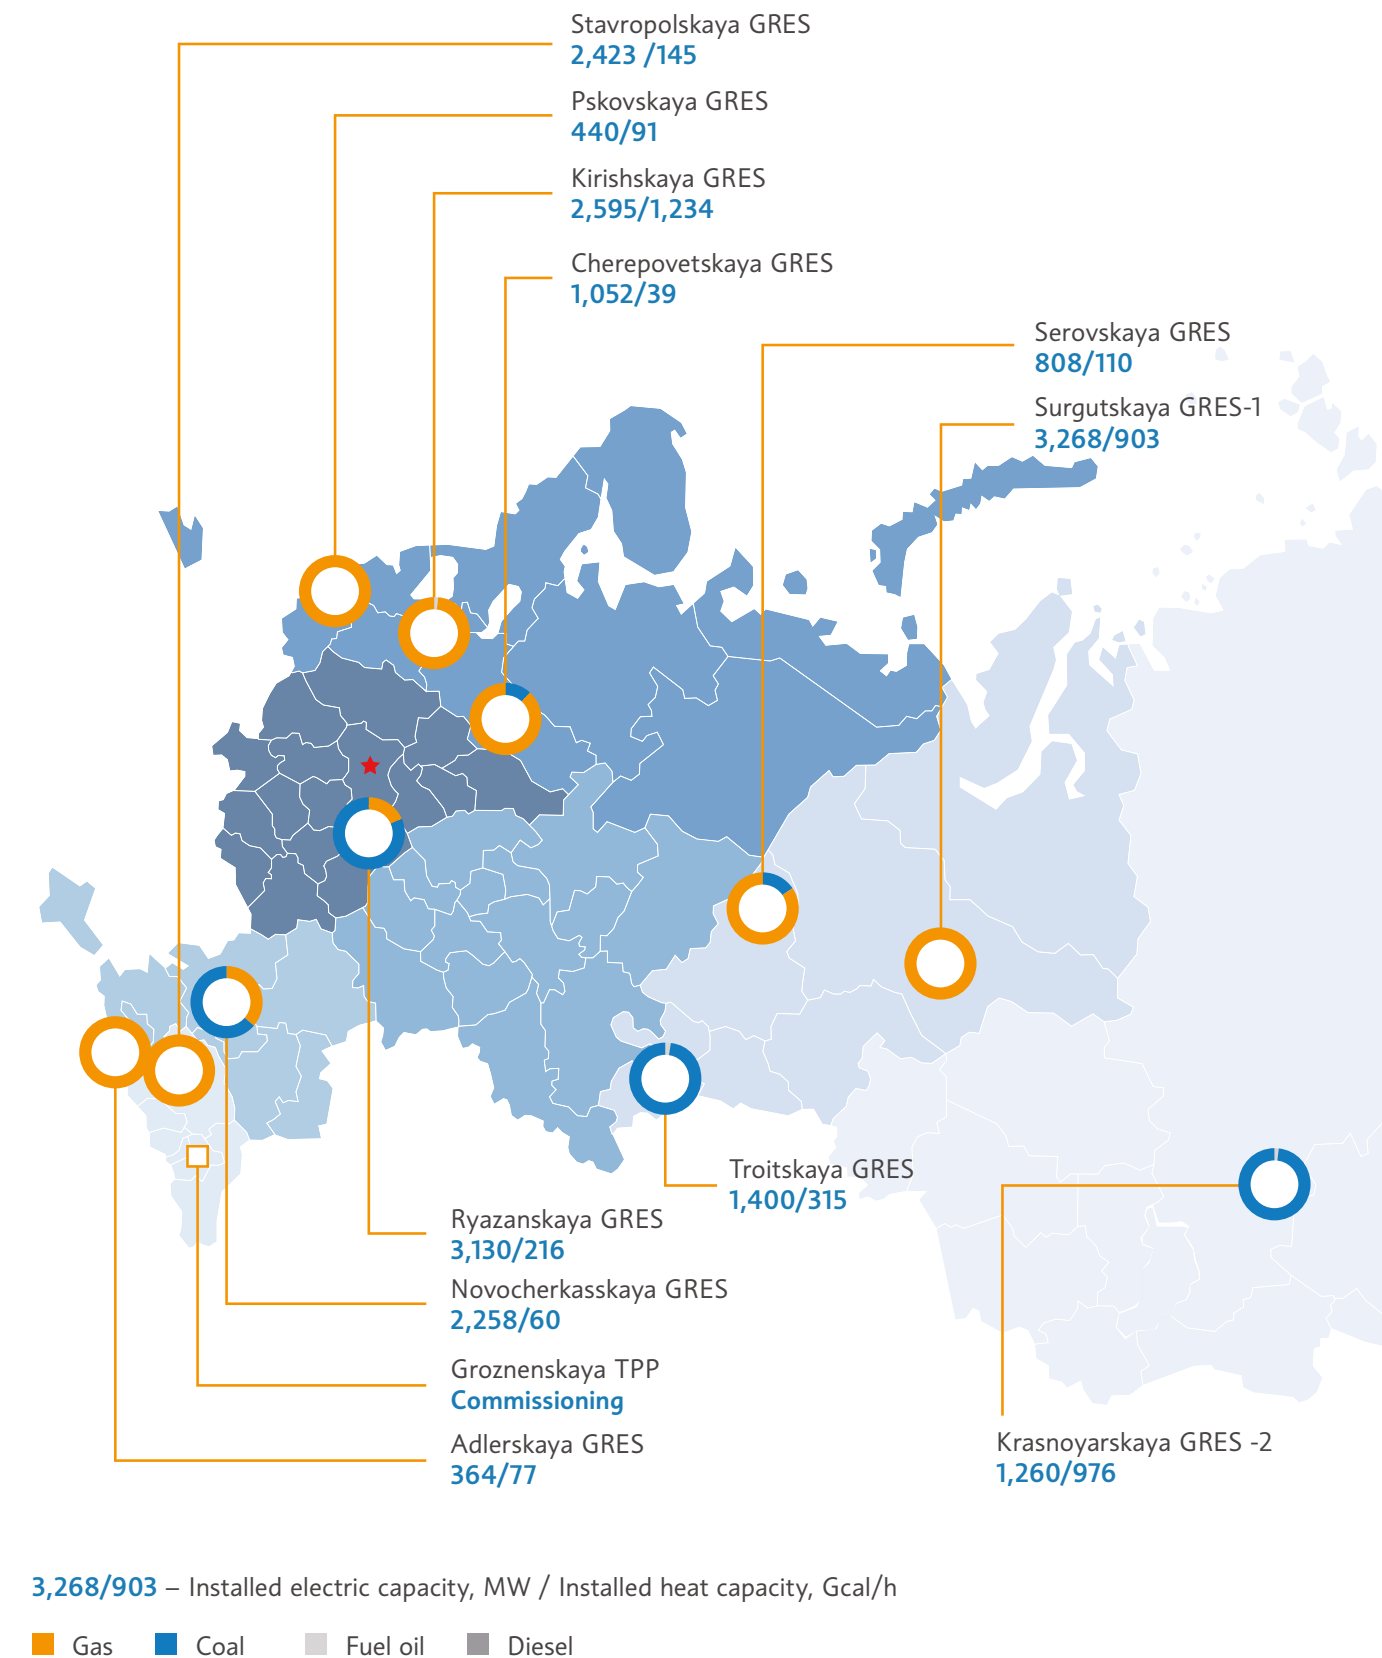 Stavropolskaya GRES
2,423 /145
Pskovskaya GRES
440/91
Kirishskaya GRES
2,595/1,234
Cherepovetskaya GRES
1,052/39
Serovskaya GRES
808/110
Surgutskaya GRES-1
3,268/903
Troitskaya GRES
1,400/315
Ryazanskaya GRES
3,130/216
Novocherkasskaya GRES
2,258/60
Groznenskaya TPP
Commissioning
Adlerskaya GRES
364/77
Krasnoyarskaya GRES -2
1,260/976
3,268/903 – Installed electric capacity, MW / Installed heat capacity, Gcal/h
Gas Coal Fuel oil Diesel